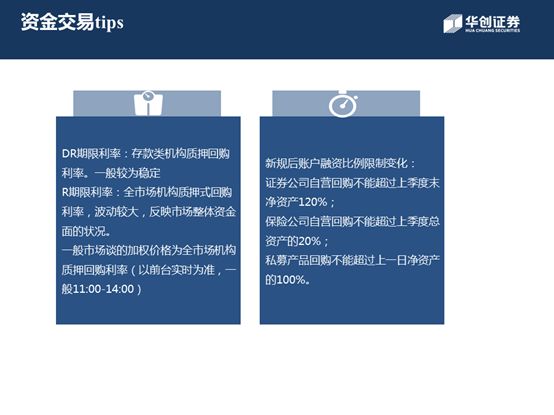 资金交易tips
华创证券
HUA CHUANG SECURITIES
DR期限利率：存款类机构质押回购
利率。一般较为稳定
R期限利率：全市场机构质押式回购
利率，波动较大，反映市场整体资金
面的状况。
一般市场谈的加权价格为全市场机构
质押回购利率（以前台实时为准，一
般11:00-14:00）
新规后账户融资比例限制变化：
证券公司自营回购不能超过上季度末
净资产120%；
保险公司自营回购不能超过上季度总
资产的20%；
私募产品回购不能超过上一日净资产
的100%。